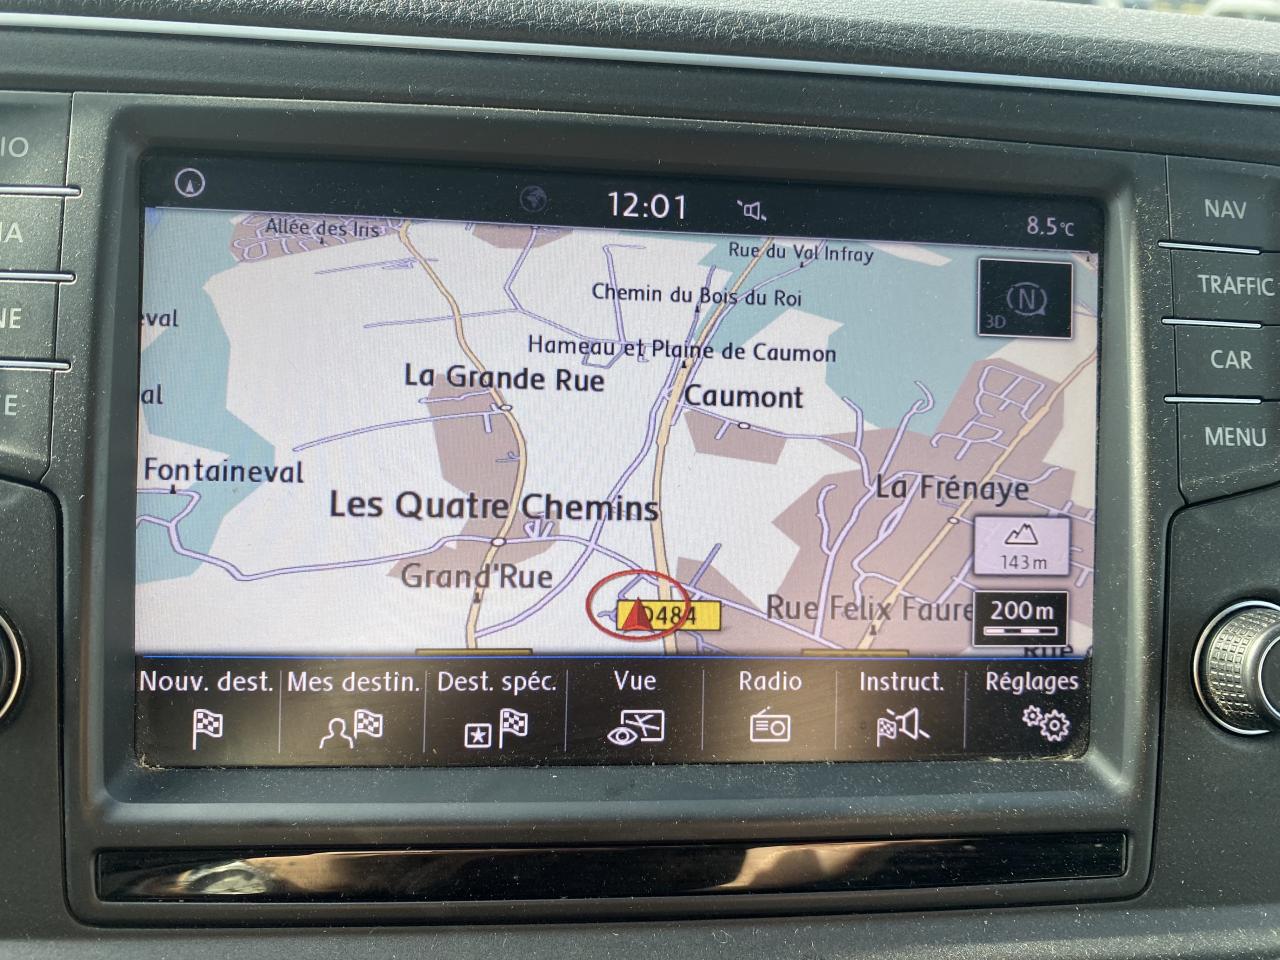 12:01
8.5°C
Allée des Iris
Rue du Val Infray
Chemin du Bois du Roi
N
3D
Hameau et Plaine de Caumon
La Grande Rue
Caumont
Fontaineval
La Frénaye
Les Quatre Chemins
143m
Grand'Rue
Rue Felix Faure
200m
D484
Nouv. dest.
Mes destin.
Dest. spéc.
Vue
Radio
Instruct.
Réglages
NAV
TRAFFIC
CAR
MENU